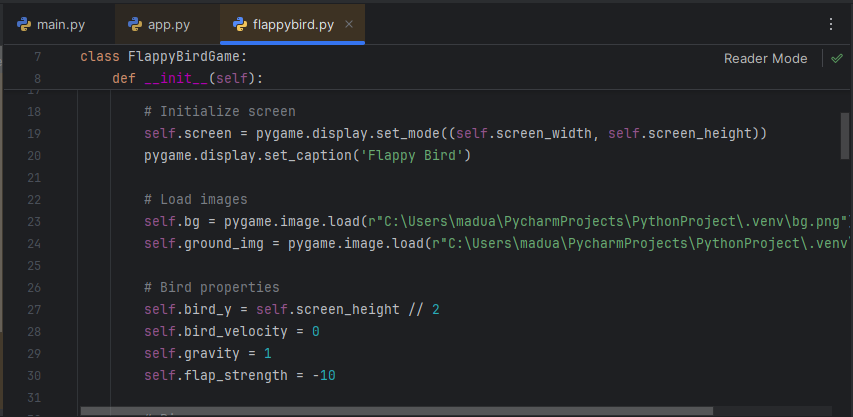 main.py app.py flappybird.py
Reader Mode
7 class FlappyBirdGame:
8 def __init__(self):
17
18 # Initialize screen
19 self.screen = pygame.display.set_mode((self.screen_width, self.screen_height))
20 pygame.display.set_caption('Flappy Bird')
21
22 # Load images
23 self.bg = pygame.image.load(r"C:\Users\madua\PycharmProjects\PythonProject\.venv\bg.png"
24 self.ground_img = pygame.image.load(r"C:\Users\madua\PycharmProjects\PythonProject\.venv\
25
26 # Bird properties
27 self.bird_y = self.screen_height // 2
28 self.bird_velocity = 0
29 self.gravity = 1
30 self.flap_strength = -10
31